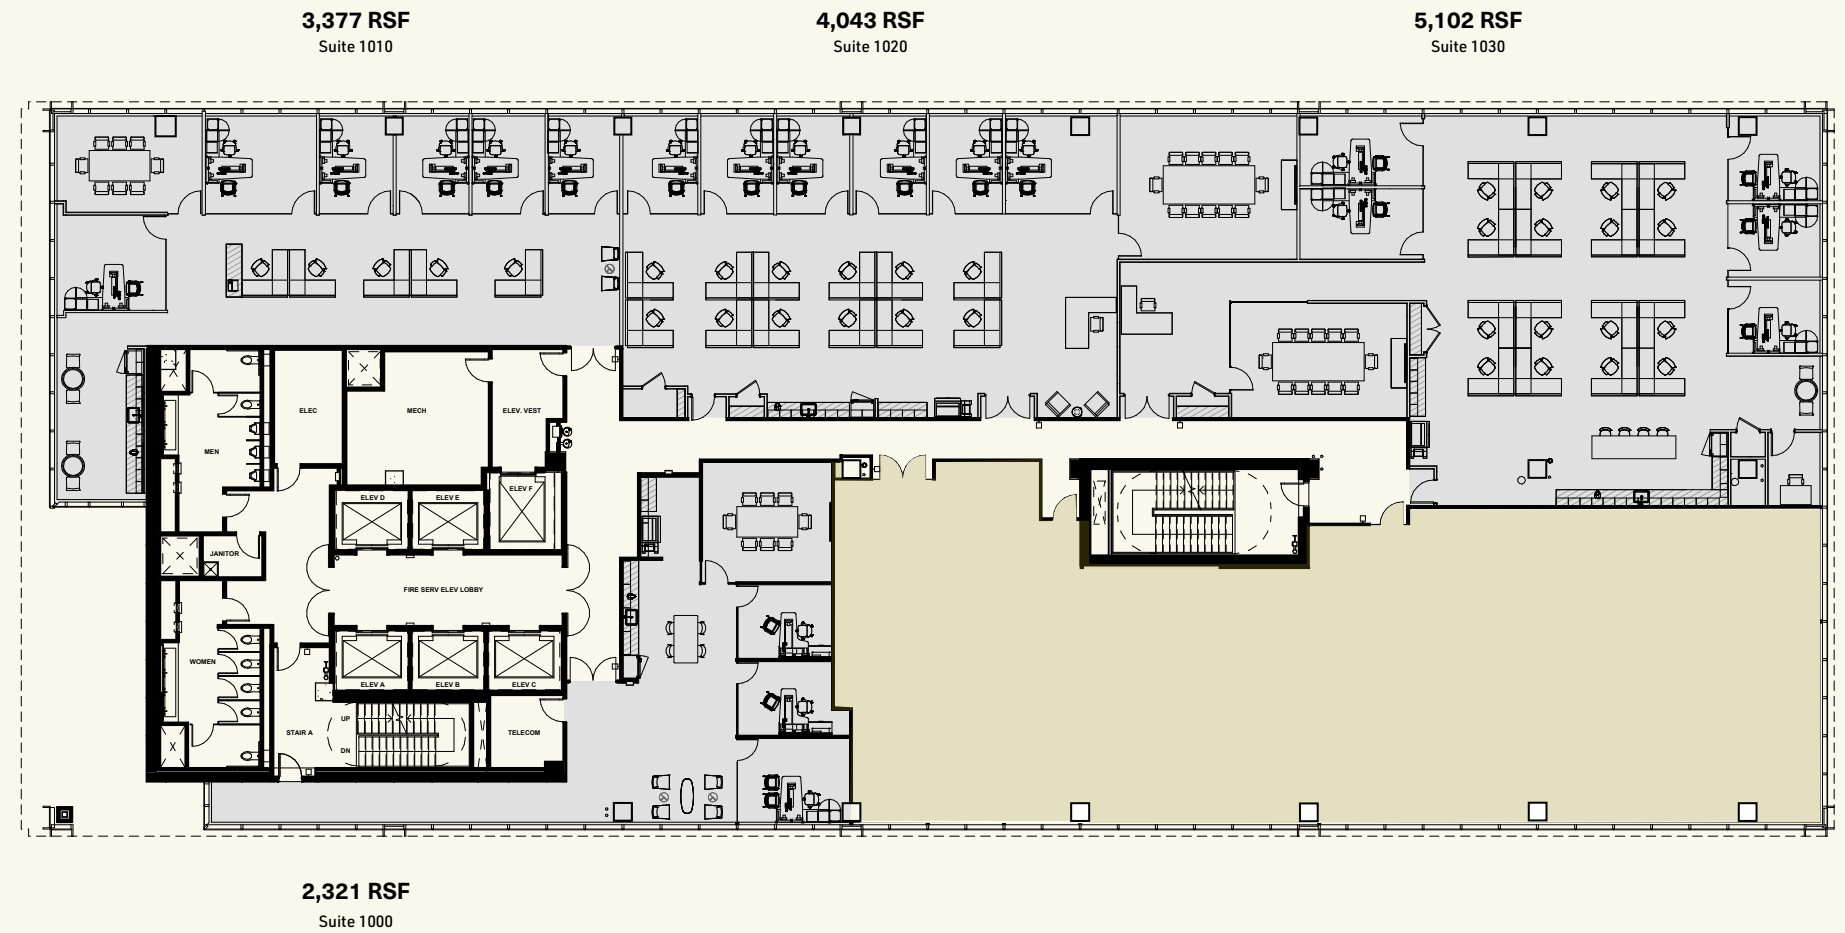 3,377 RSF
Suite 1010
4,043 RSF
Suite 1020
5,102 RSF
Suite 1030
ELEC
MECH
ELEV. VEST
MEN
ELEV D
ELEV E
ELEV F
JANITOR
FIRE SERV ELEV LOBBY
WOMEN
ELEV A
ELEV B
ELEV C
UP
STAIR A
DN
TELECOM
2,321 RSF
Suite 1000